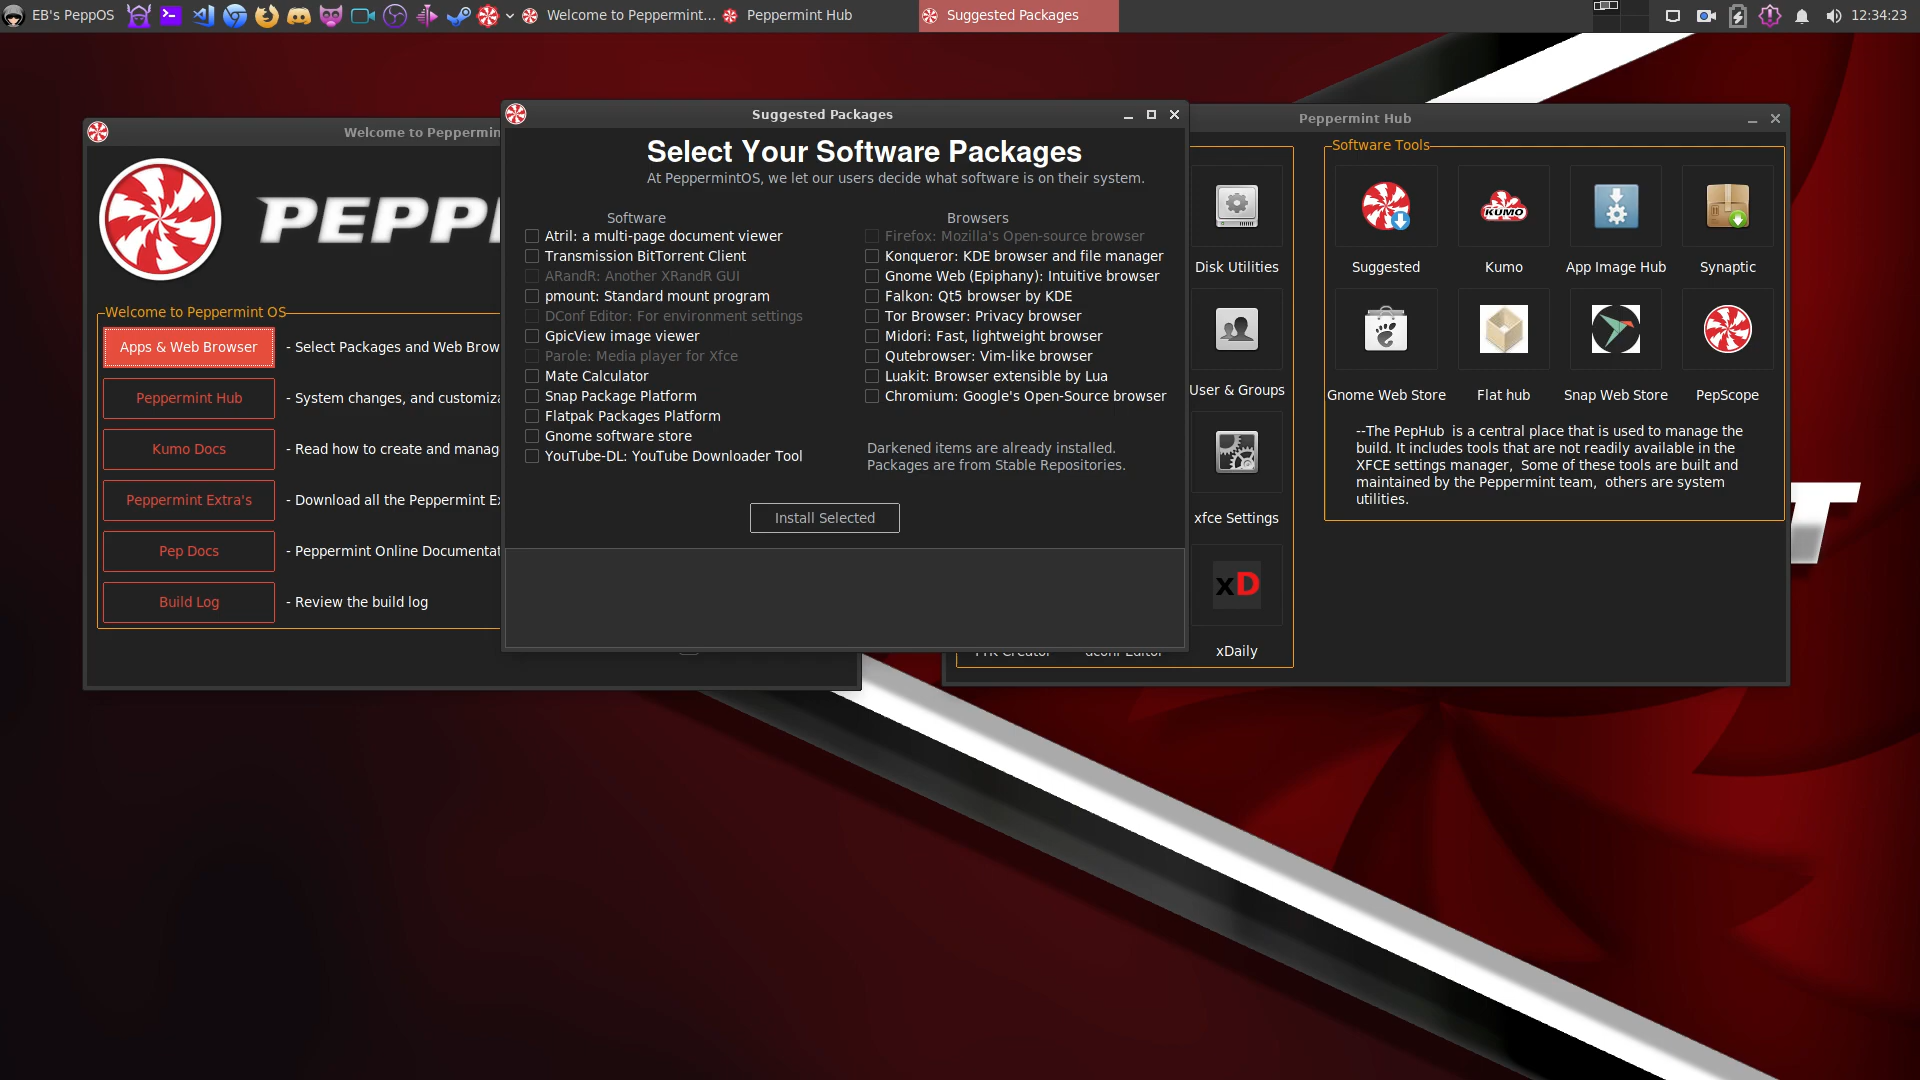 EB's PeppOS
Welcome to Peppermint...
Peppermint Hub
Suggested Packages
12:34:23
Welcome to Peppermin
PEPP
Welcome to Peppermint OS
Apps & Web Browser
- Select Packages and Web Brow
Peppermint Hub
- System changes, and customiza
Kumo Docs
- Read how to create and manag
Peppermint Extra's
- Download all the Peppermint Ex
Pep Docs
- Peppermint Online Documentat
Build Log
- Review the build log
Suggested Packages
Select Your Software Packages
At PeppermintOS, we let our users decide what software is on their system.
Software
Atril: a multi-page document viewer
Transmission BitTorrent Client
ARandR: Another XRandR GUI
pmount: Standard mount program
DConf Editor: For environment settings
GpicView image viewer
Parole: Media player for Xfce
Mate Calculator
Snap Package Platform
Flatpak Packages Platform
Gnome software store
YouTube-DL: YouTube Downloader Tool
Browsers
Firefox: Mozilla's Open-source browser
Konqueror: KDE browser and file manager
Gnome Web (Epiphany): Intuitive browser
Falkon: Qt5 browser by KDE
Tor Browser: Privacy browser
Midori: Fast, lightweight browser
Qutebrowser: Vim-like browser
Luakit: Browser extensible by Lua
Chromium: Google's Open-Source browser
Darkened items are already installed.
Packages are from Stable Repositories.
Install Selected
Peppermint Hub
Disk Utilities
User & Groups
xfce Settings
xD
xDaily
Software Tools
KUMO
Suggested
Kumo
App Image Hub
Synaptic
Gnome Web Store
Flat hub
Snap Web Store
PepScope
--The PepHub is a central place that is used to manage the
build. It includes tools that are not readily available in the
XFCE settings manager, Some of these tools are built and
maintained by the Peppermint team, others are system
utilities.
T